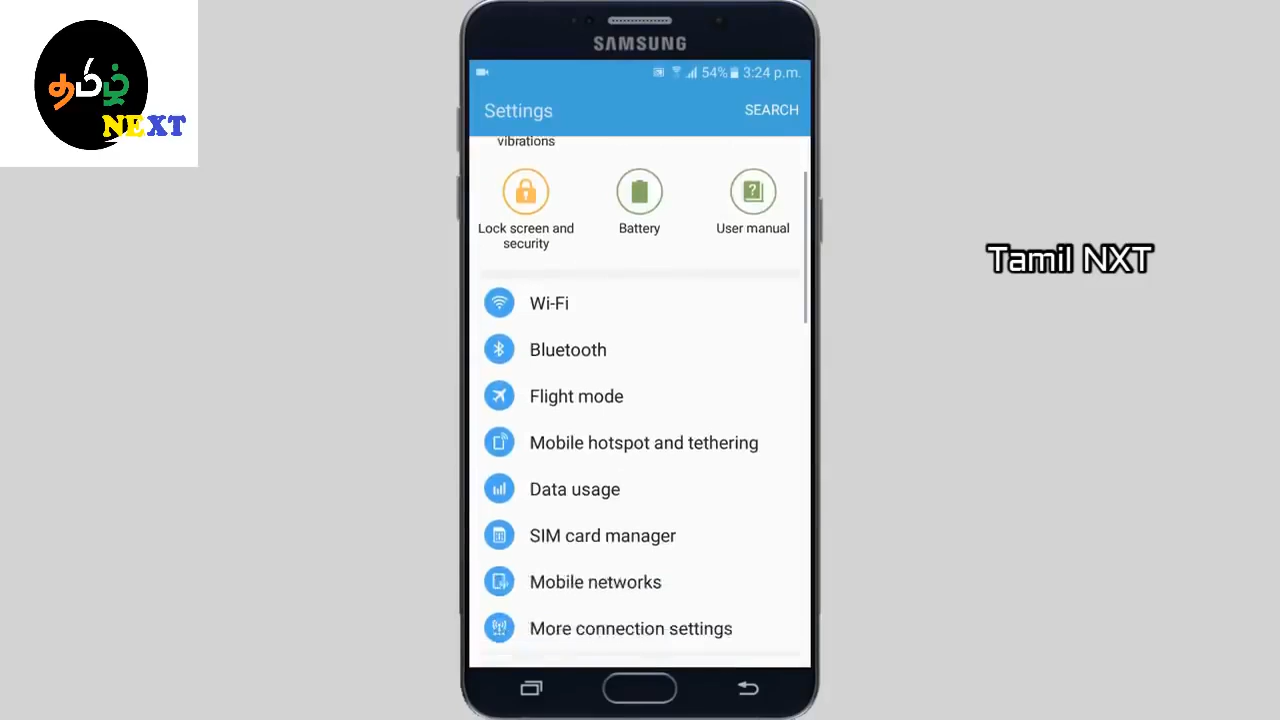 தமிழ்
NEXT
SAMSUNG
54% 3:24 p.m.
Settings SEARCH
vibrations
Lock screen and
security
Battery
User manual
Wi-Fi
Bluetooth
Flight mode
Mobile hotspot and tethering
Data usage
SIM card manager
Mobile networks
More connection settings
Tamil NXT